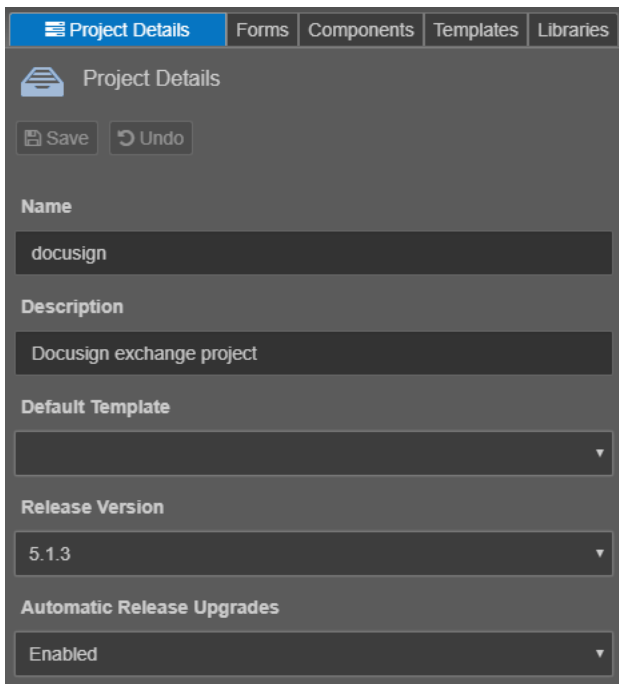 Project Details Forms Components Templates Libraries
Project Details
Save Undo
Name
docusign
Description
Docusign exchange project
Default Template
Release Version
5.1.3
Automatic Release Upgrades
Enabled